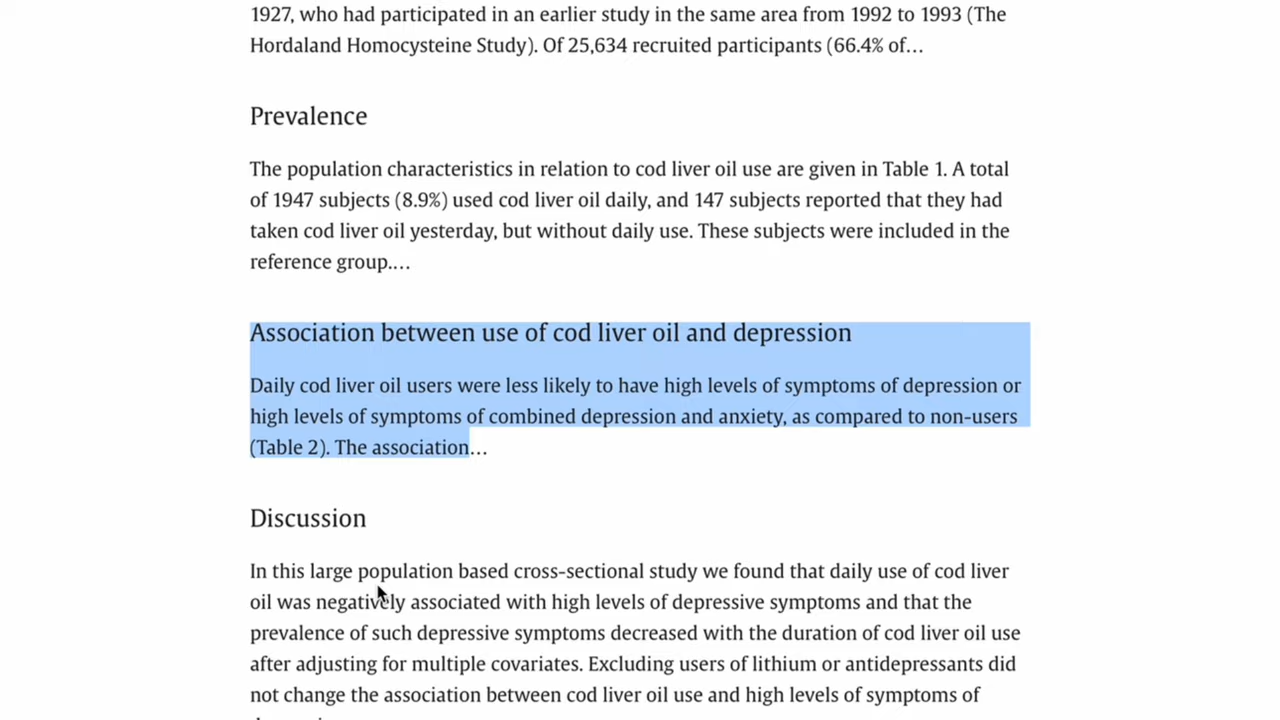 1927, who had participated in an earlier study in the same area from 1992 to 1993 (The
Hordaland Homocysteine Study). Of 25,634 recruited participants (66.4% of…
Prevalence
The population characteristics in relation to cod liver oil use are given in Table 1. A total
of 1947 subjects (8.9%) used cod liver oil daily, and 147 subjects reported that they had
taken cod liver oil yesterday, but without daily use. These subjects were included in the
reference group.…
Association between use of cod liver oil and depression
Daily cod liver oil users were less likely to have high levels of symptoms of depression or
high levels of symptoms of combined depression and anxiety, as compared to non-users
(Table 2). The association…
Discussion
In this large population based cross-sectional study we found that daily use of cod liver
oil was negatively associated with high levels of depressive symptoms and that the
prevalence of such depressive symptoms decreased with the duration of cod liver oil use
after adjusting for multiple covariates. Excluding users of lithium or antidepressants did
not change the association between cod liver oil use and high levels of symptoms of